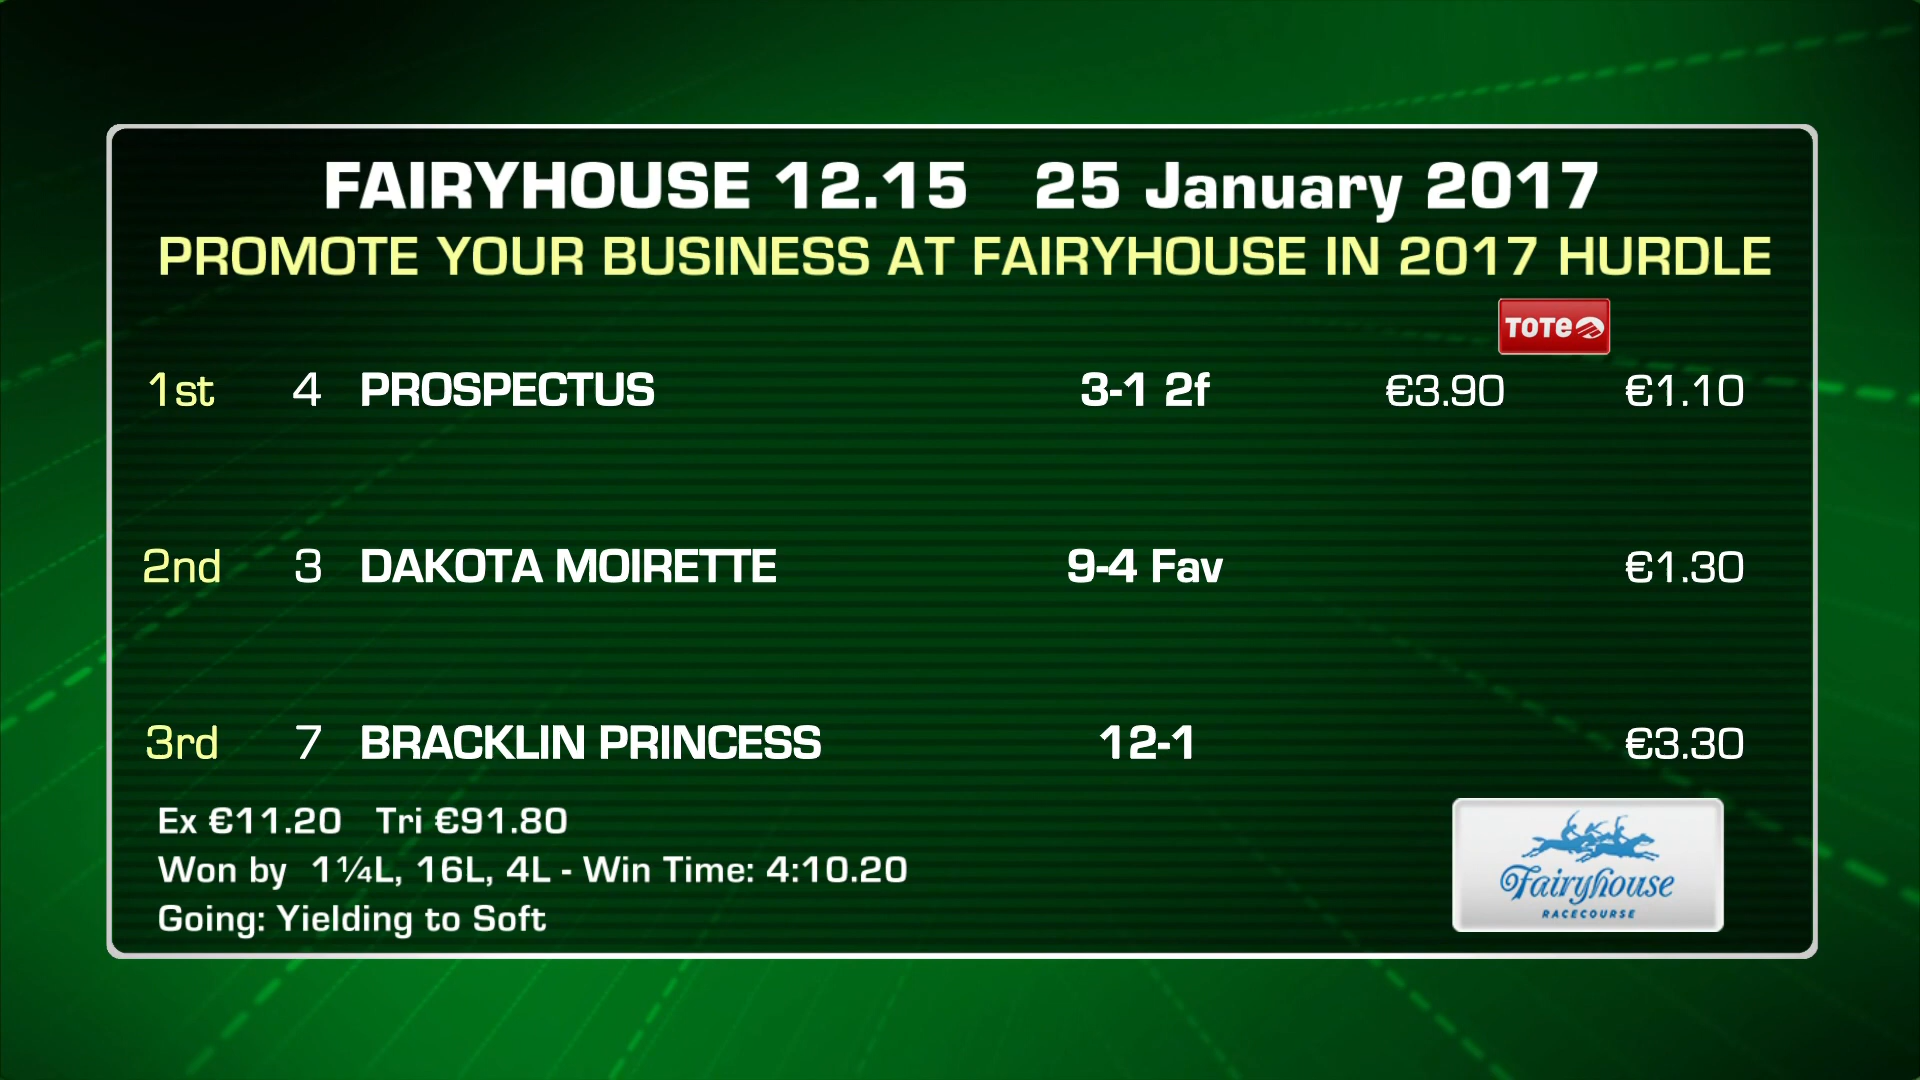 FAIRYHOUSE 12.15 25 January 2017
PROMOTE YOUR BUSINESS AT FAIRYHOUSE IN 2017 HURDLE
TOTE
1st 4 PROSPECTUS 3-1 2f €3.90 €1.10
2nd 3 DAKOTA MOIRETTE 9-4 Fav €1.30
3rd 7 BRACKLIN PRINCESS 12-1 €3.30
Ex €11.20 Tri €91.80
Won by 1¼L, 16L, 4L - Win Time: 4:10.20
Going: Yielding to Soft
Fairyhouse
RACECOURSE